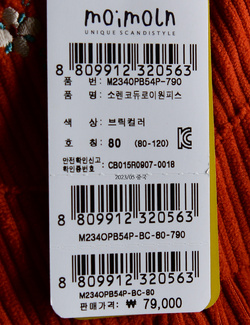 moimoln
UNIQUE SCANDISTYLE
8 809912 320563
품 번: M2340PB54P-790
품 명: 소렌코듀로이원피스
색 상: 브릭컬러
호 칭: 80 (80-120)
안전확인신고
확인증번호 : CB015R0907-0018
2023/05 중국
8 809912 320563
M2340PB54P-BC-80-790
8 809912 320563
M2340PB54P-BC-80
판매가격: ₩ 79,000